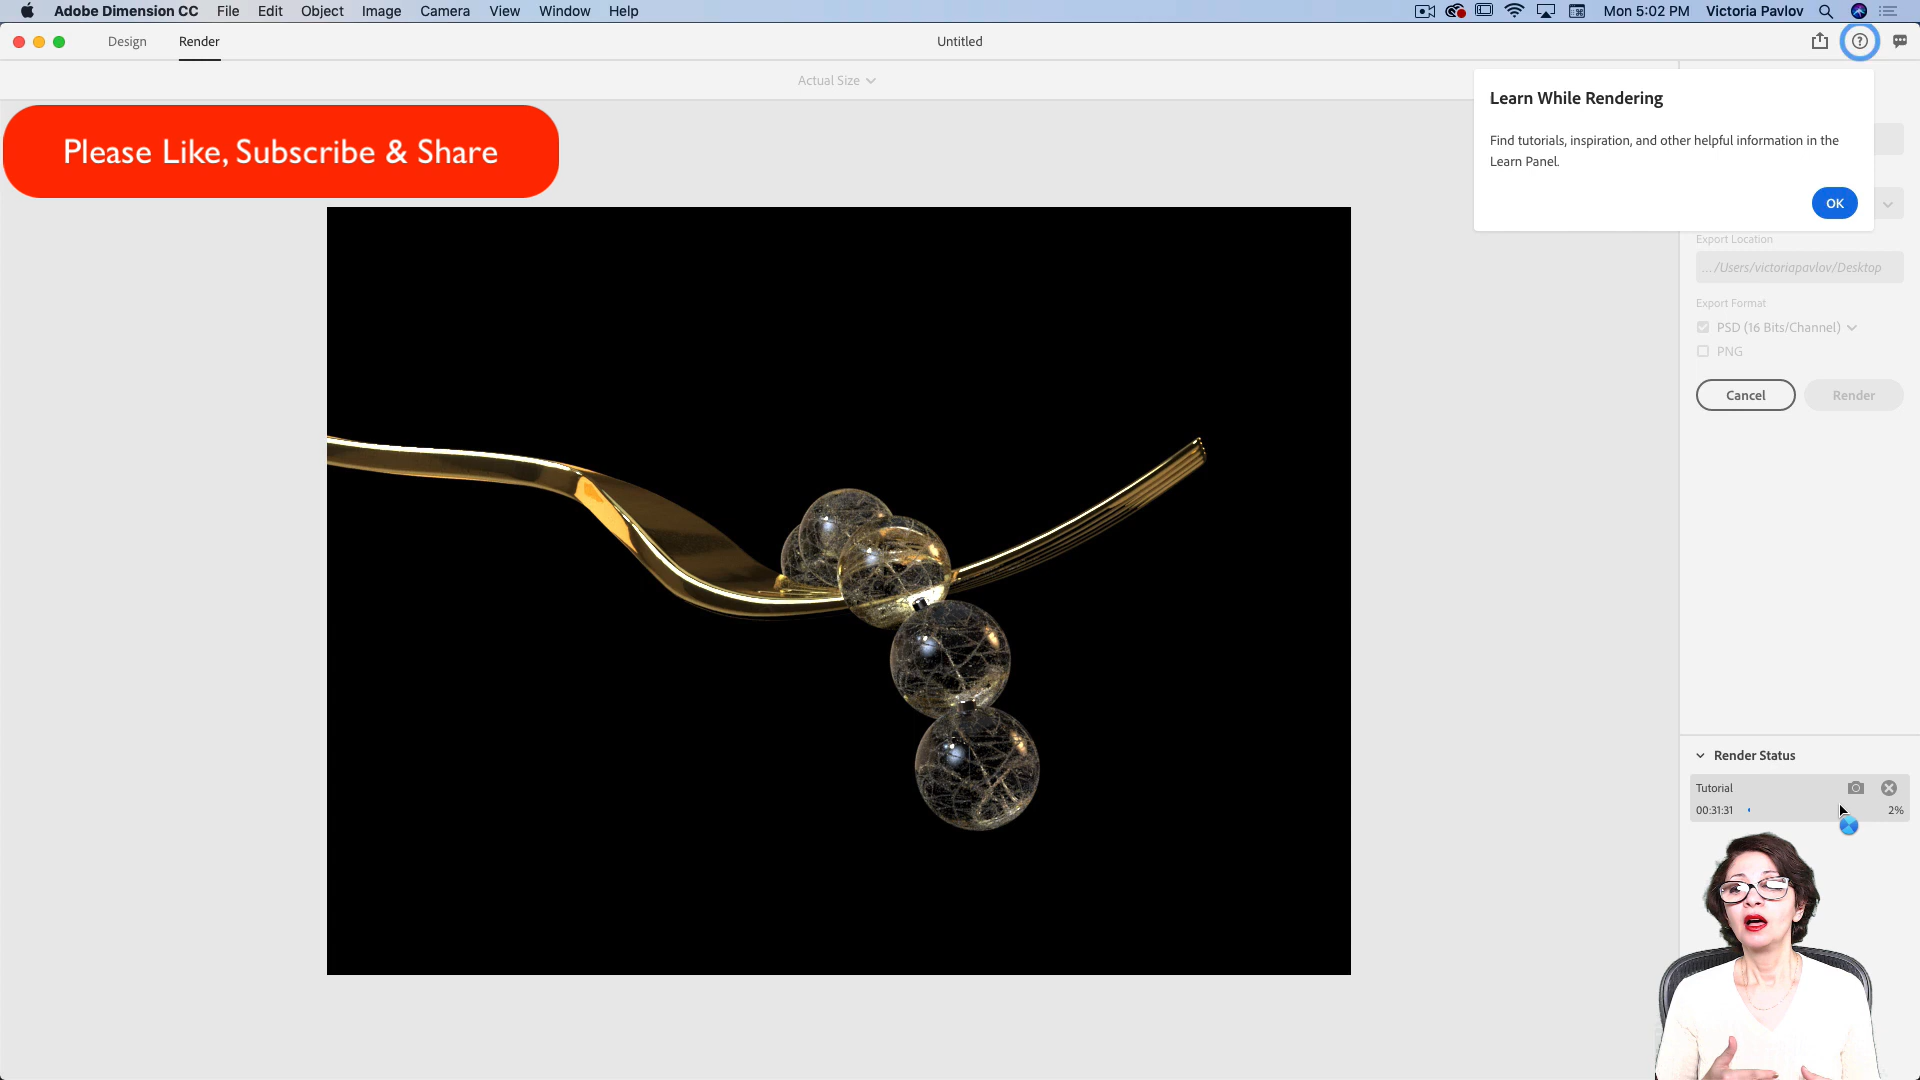 Adobe Dimension CC File Edit Object Image Camera View Window Help Mon 5:02 PM Victoria Pavlov
Design Render Untitled
Actual Size
Please Like, Subscribe & Share
Learn While Rendering
Find tutorials, inspiration, and other helpful information in the
Learn Panel.
OK
Export Location
.../Users/victoriapavlov/Desktop
Export Format
PSD (16 Bits/Channel)
PNG
Cancel Render
Render Status
Tutorial
00:31:31 2%